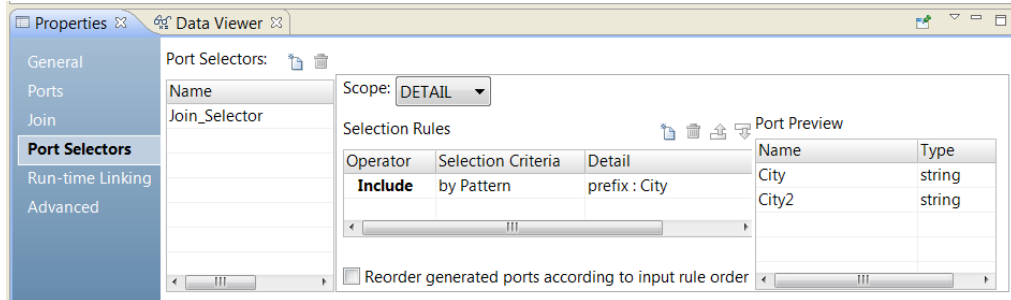 Properties Data Viewer
General
Ports
Join
Port Selectors
Run-time Linking
Advanced
Port Selectors:
Name
Join_Selector
Scope: DETAIL
Selection Rules
Operator Selection Criteria Detail
Include by Pattern prefix : City
Reorder generated ports according to input rule order
Port Preview
Name Type
City string
City2 string